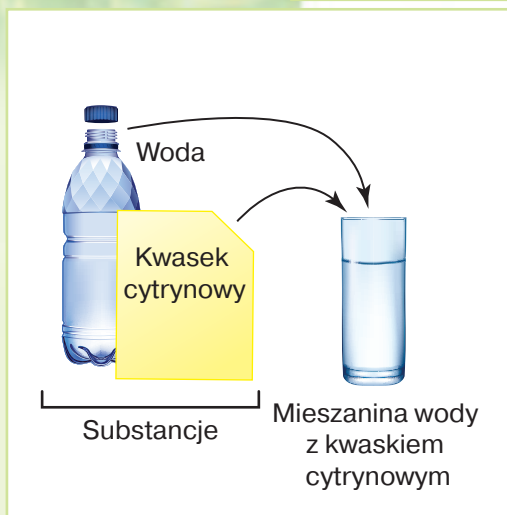 Woda
Kwasek
cytrynowy
Substancje
Mieszanina wody
z kwaskiem
cytrynowym